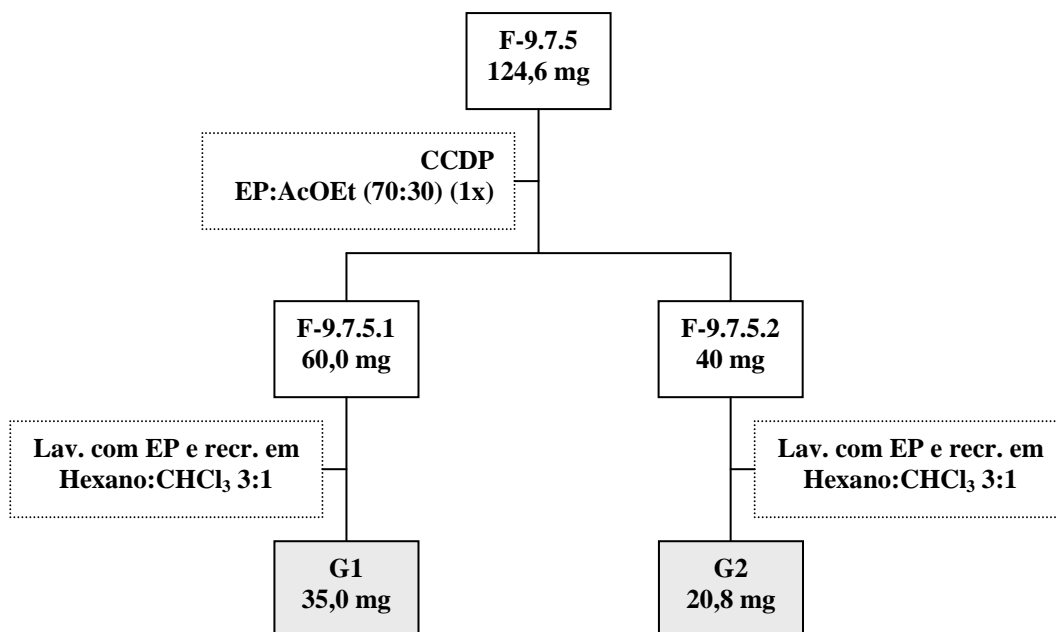 F-9.7.5
124,6 mg
CCDP
EP:AcOEt (70:30) (1x)
F-9.7.5.1
60,0 mg
F-9.7.5.2
40 mg
Lav. com EP e recr. em
Hexano:CHCl₃ 3:1
Lav. com EP e recr. em
Hexano:CHCl₃ 3:1
G1
35,0 mg
G2
20,8 mg